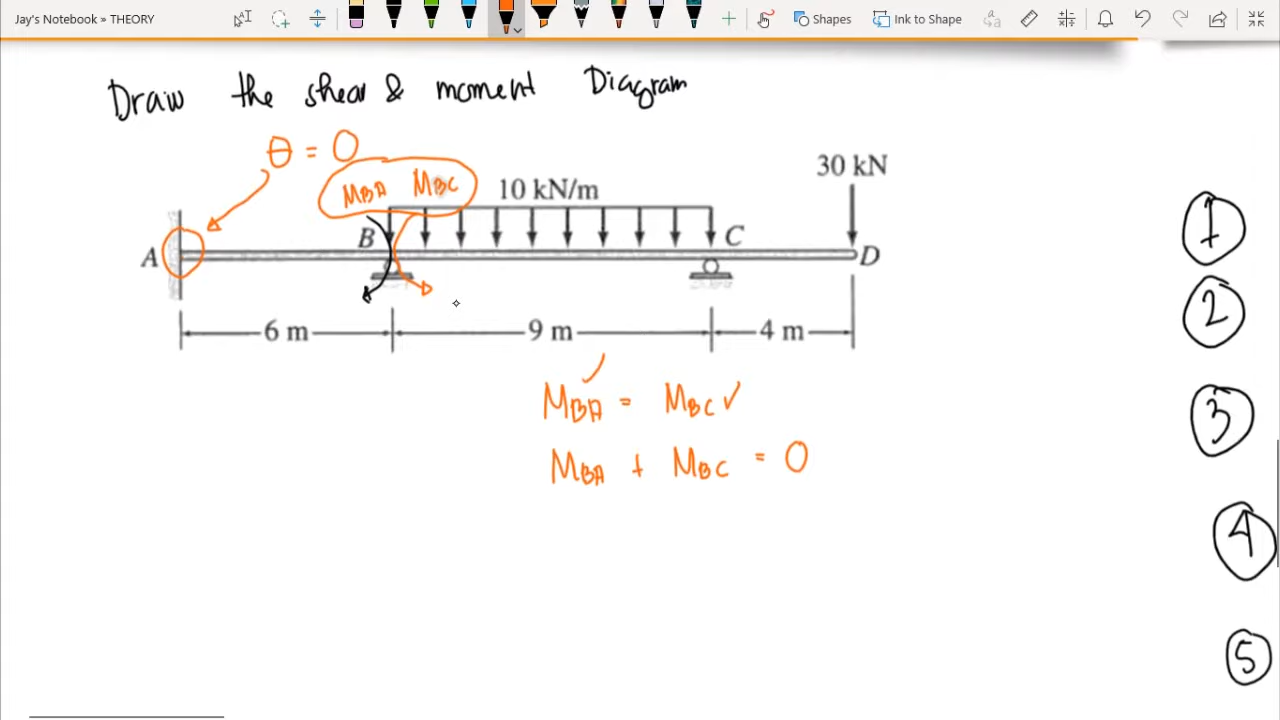 Jay's Notebook » THEORY
Shapes
Ink to Shape
Draw the shear & moment Diagram
θ = 0
MBA MBC
10 kN/m
30 kN
A
B
C
D
6 m
9 m
4 m
MBA = MBC
MBA + MBC = 0
1
2
3
4
5